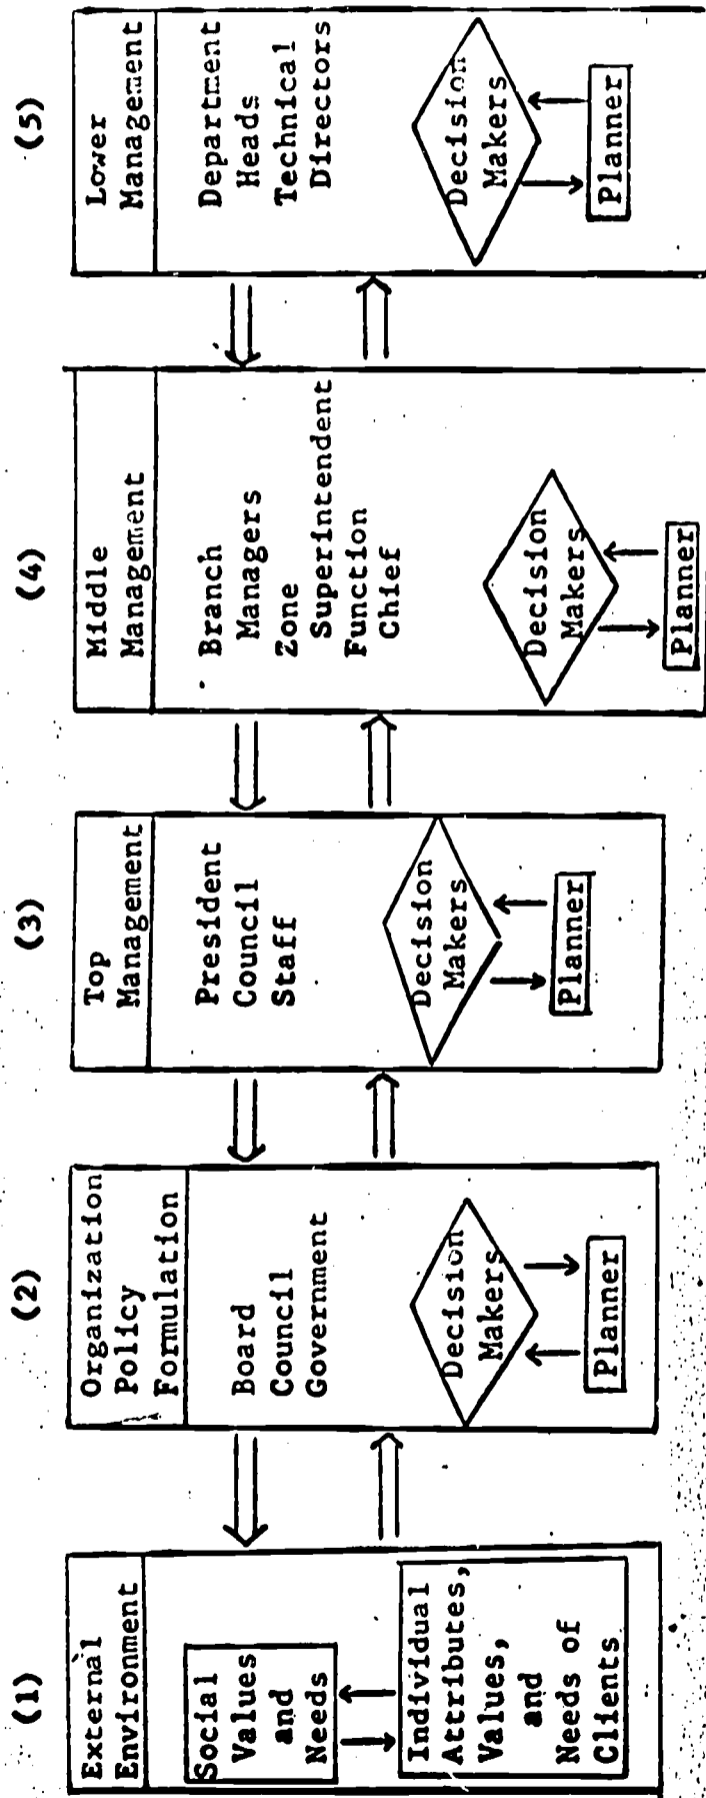 (1)
External
Environment
Social
Values
and
Needs
Individual
Attributes,
Values,
and
Needs of
Clients
(2)
Organization
Policy
Formulation
Board
Council
Government
Decision
Makers
Planner
(3)
Top
Management
President
Council
Staff
Decision
Makers
Planner
(4)
Middle
Management
Branch
Managers
Zone
Superintendent
Function
Chief
Decision
Makers
Planner
(5)
Lower
Management
Department
Heads
Technical
Directors
Decision
Makers
Planner